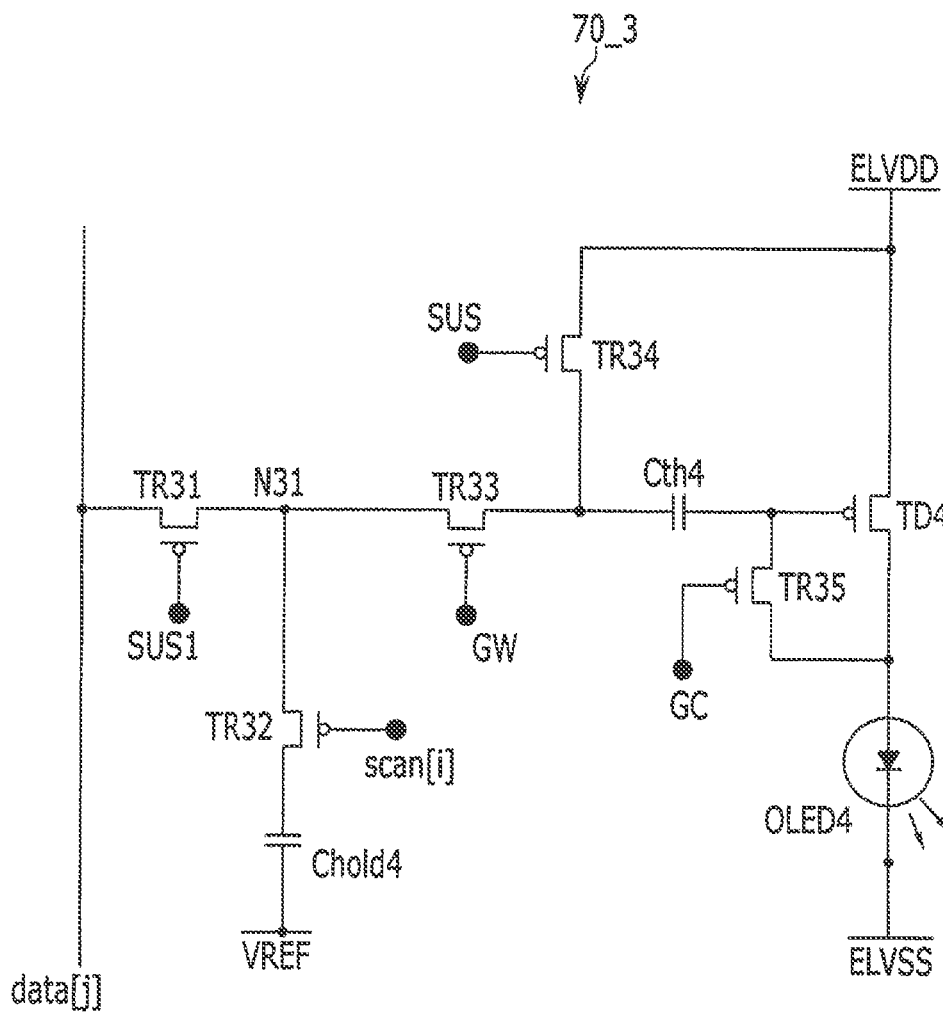 70_3
ELVDD
SUS
TR34
TR31
N31
TR33
Cth4
TD4
TR35
SUS1
GW
GC
TR32
scan[i]
OLED4
Chold4
VREF
ELVSS
data[j]